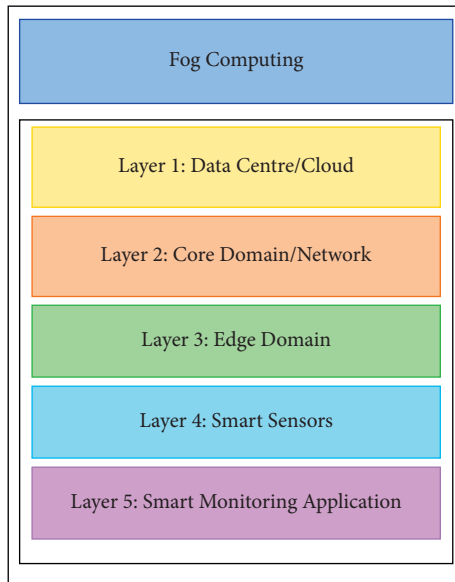 Fog Computing
Layer 1: Data Centre/Cloud
Layer 2: Core Domain/Network
Layer 3: Edge Domain
Layer 4: Smart Sensors
Layer 5: Smart Monitoring Application